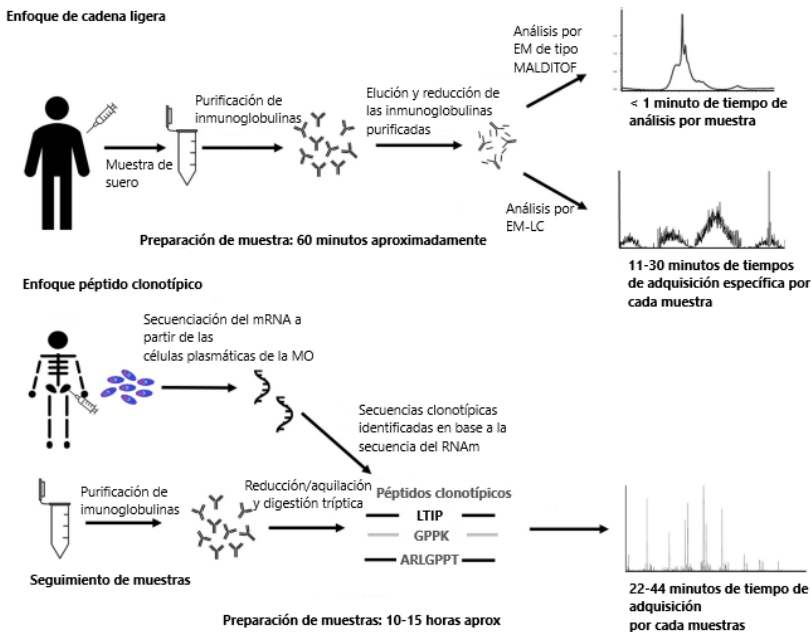 Enfoque de cadena ligera
Análisis por
EM de tipo
MALDITOF
Purificación de
inmunoglobulinas
Elución y reducción de
las inmunoglobulinas
purificadas
< 1 minuto de tiempo de
análisis por muestra
Muestra de
suero
Análisis por
EM-LC
Preparación de muestra: 60 minutos aproximadamente
11-30 minutos de tiempos
de adquisición específica por
cada muestra
Enfoque péptido clonotípico
Secuenciación del mRNA a
partir de las
células plasmáticas de la MO
Secuencias clonotípicas
identificadas en base a la
secuencia del RNAm
Purificación de
imunoglobulinas
Reducción/aquilación
y digestión tríptica
Péptidos clonotípicos
LTIP
GPPK
ARLGPPT
Seguimiento de muestras
22-44 minutos de tiempo de
adquisición
por cada muestras
Preparación de muestras: 10-15 horas aprox